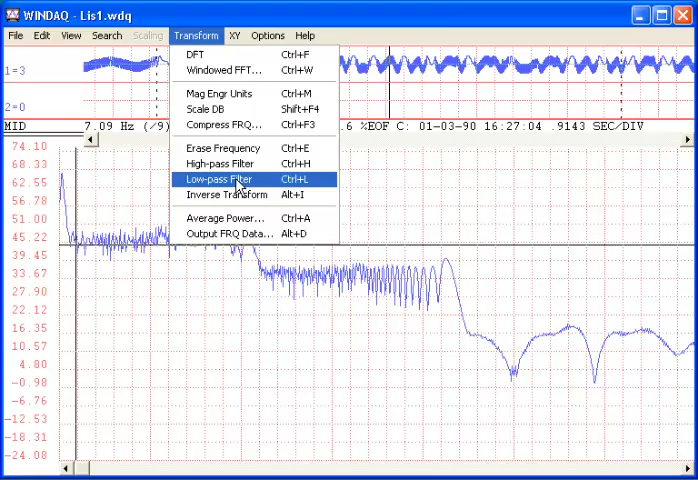 WINDAQ - Lis1.wdq
File Edit View Search Scaling Transform XY Options Help
DFT Ctrl+F
Windowed FFT... Ctrl+W
Mag Engr Units Ctrl+M
Scale DB Shift+F4
Compress FRQ... Ctrl+F3
Erase Frequency Ctrl+E
High-pass Filter Ctrl+H
Low-pass Filter Ctrl+L
Inverse Transform Alt+I
Average Power... Ctrl+A
Output FRQ Data... Alt+D
1=3
2=0
MID 7.09 Hz (/9) .6 %EOF C: 01-03-90 16:27:04 .9143 SEC/DIV
74.10
68.33
62.55
56.78
51.00
45.22
39.45
33.67
27.90
22.12
16.35
10.57
4.80
-0.98
-6.76
-12.53
-18.31
-24.08